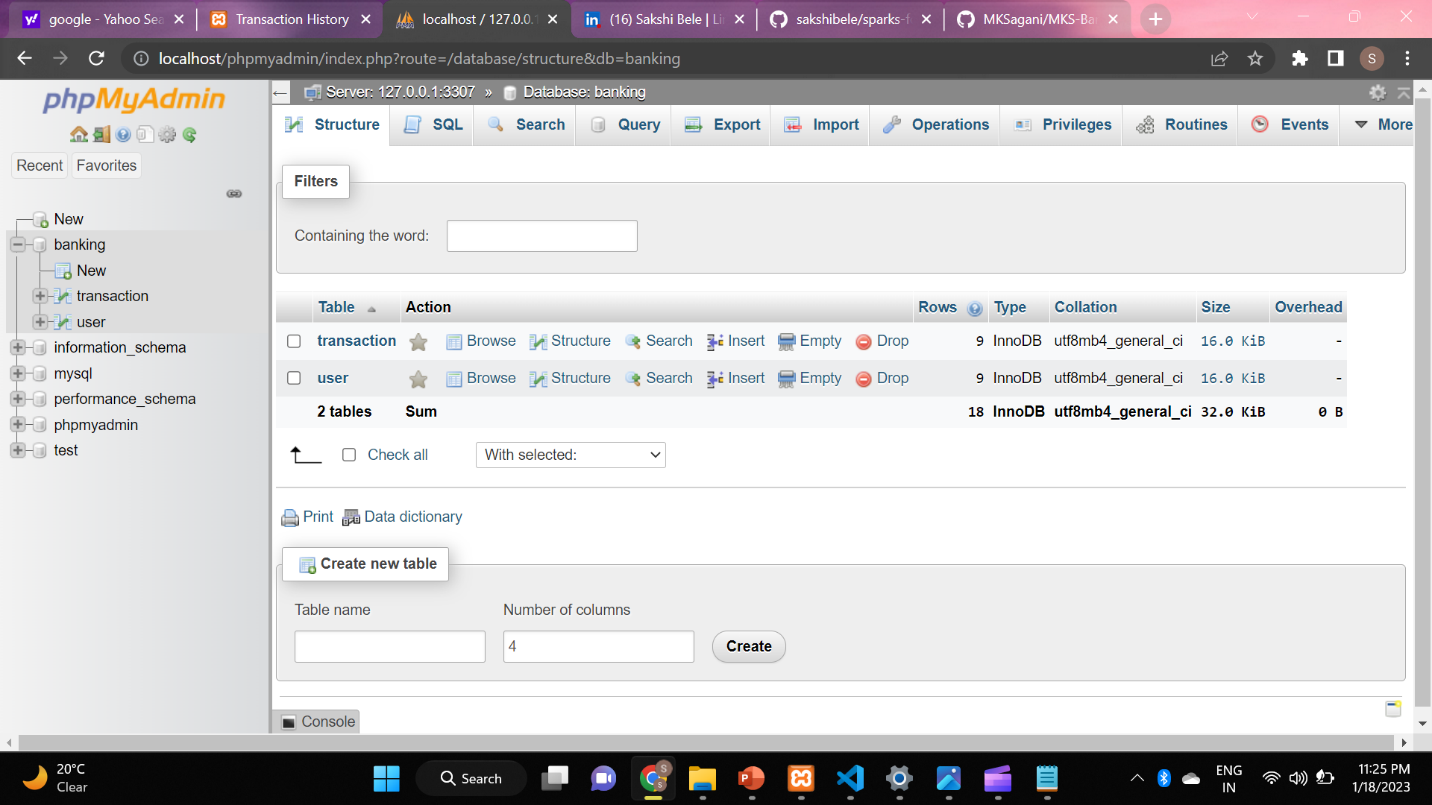 google - Yahoo Sea
Transaction History
localhost / 127.0.0.1
(16) Sakshi Bele | Lin
sakshibele/sparks-f
MKSagani/MKS-Ba
localhost/phpmyadmin/index.php?route=/database/structure&db=banking
S
phpMyAdmin
Recent Favorites
New
banking
New
transaction
user
information_schema
mysql
performance_schema
phpmyadmin
test
Server: 127.0.0.1:3307 » Database: banking
Structure SQL Search Query Export Import Operations Privileges Routines Events More
Filters
Containing the word:
Table Action Rows Type Collation Size Overhead
transaction Browse Structure Search Insert Empty Drop 9 InnoDB utf8mb4_general_ci 16.0 KiB -
user Browse Structure Search Insert Empty Drop 9 InnoDB utf8mb4_general_ci 16.0 KiB -
2 tables Sum 18 InnoDB utf8mb4_general_ci 32.0 KiB 0 B
Check all With selected:
Print Data dictionary
Create new table
Table name Number of columns
4 Create
Console
20°C
Clear
Search
ENG
IN
11:25 PM
1/18/2023